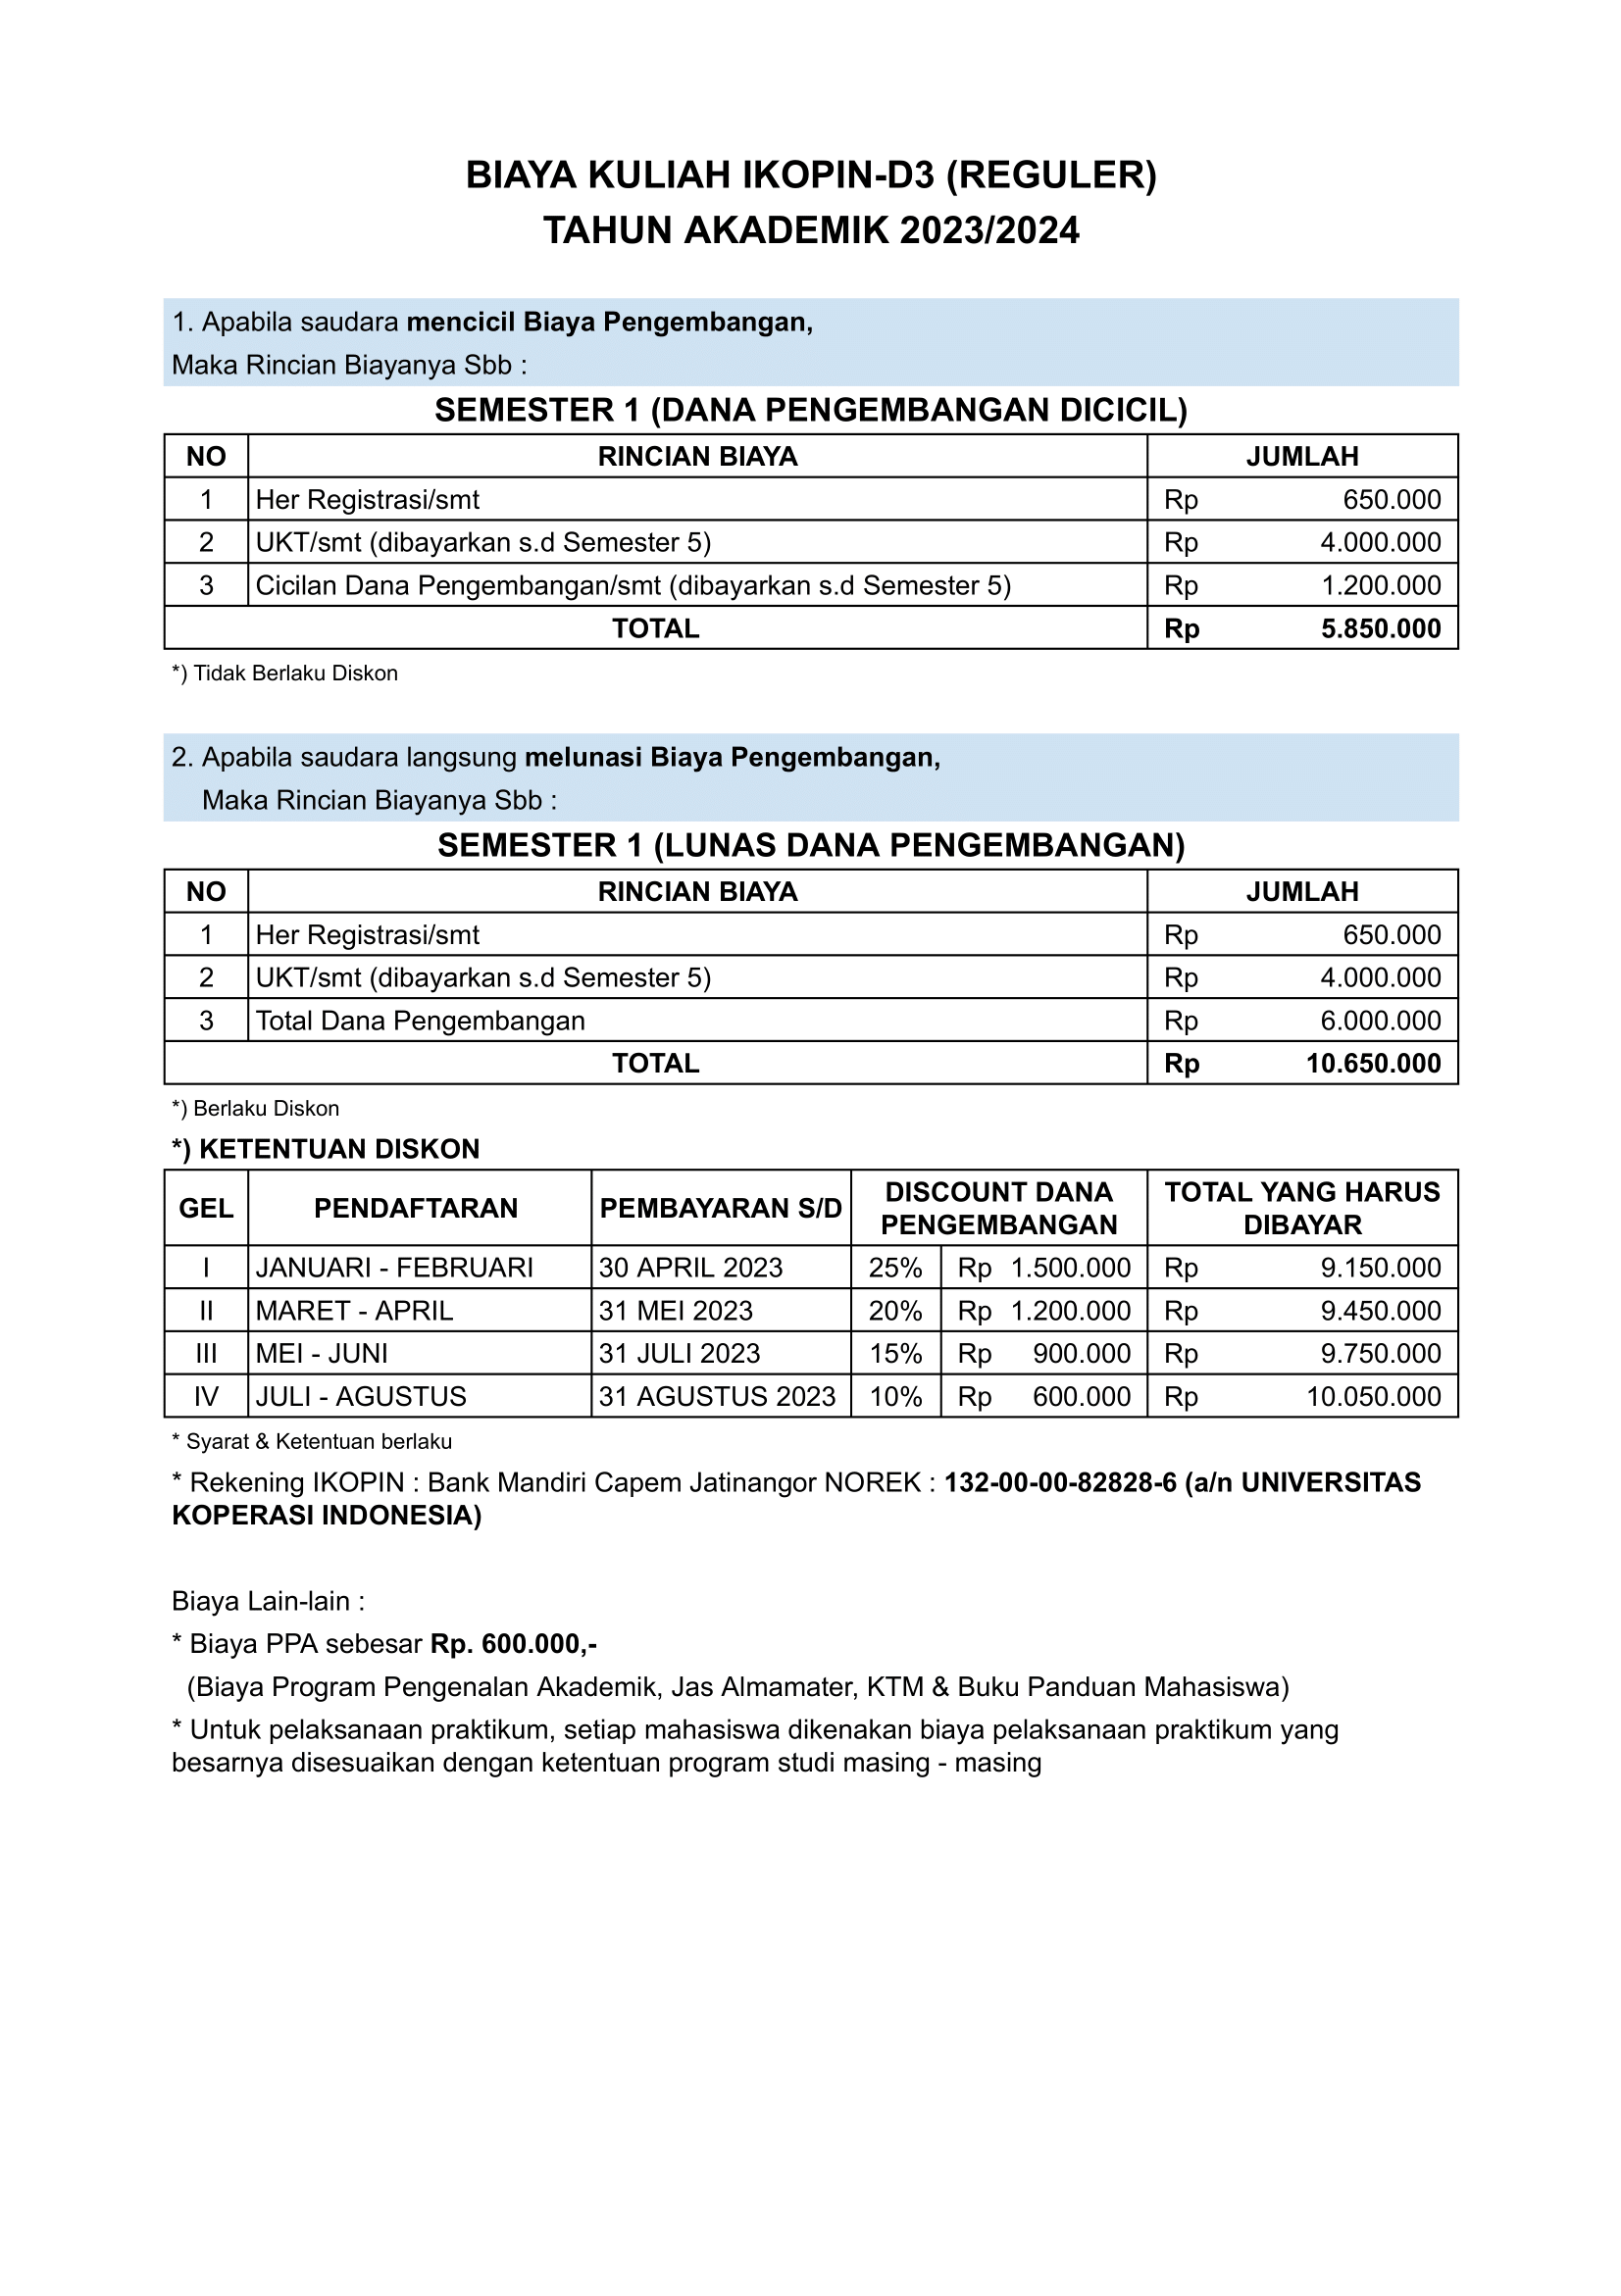 BIAYA KULIAH IKOPIN-D3 (REGULER)
TAHUN AKADEMIK 2023/2024
1. Apabila saudara mencicil Biaya Pengembangan,
Maka Rincian Biayanya Sbb :
SEMESTER 1 (DANA PENGEMBANGAN DICICIL)
NO RINCIAN BIAYA JUMLAH
1 Her Registrasi/smt Rp 650.000
2 UKT/smt (dibayarkan s.d Semester 5) Rp 4.000.000
3 Cicilan Dana Pengembangan/smt (dibayarkan s.d Semester 5) Rp 1.200.000
TOTAL Rp 5.850.000
*) Tidak Berlaku Diskon
2. Apabila saudara langsung melunasi Biaya Pengembangan,
Maka Rincian Biayanya Sbb :
SEMESTER 1 (LUNAS DANA PENGEMBANGAN)
NO RINCIAN BIAYA JUMLAH
1 Her Registrasi/smt Rp 650.000
2 UKT/smt (dibayarkan s.d Semester 5) Rp 4.000.000
3 Total Dana Pengembangan Rp 6.000.000
TOTAL Rp 10.650.000
*) Berlaku Diskon
*) KETENTUAN DISKON
GEL PENDAFTARAN PEMBAYARAN S/D DISCOUNT DANA PENGEMBANGAN TOTAL YANG HARUS DIBAYAR
I JANUARI - FEBRUARI 30 APRIL 2023 25% Rp 1.500.000 Rp 9.150.000
II MARET - APRIL 31 MEI 2023 20% Rp 1.200.000 Rp 9.450.000
III MEI - JUNI 31 JULI 2023 15% Rp 900.000 Rp 9.750.000
IV JULI - AGUSTUS 31 AGUSTUS 2023 10% Rp 600.000 Rp 10.050.000
* Syarat & Ketentuan berlaku
* Rekening IKOPIN : Bank Mandiri Capem Jatinangor NOREK : 132-00-00-82828-6 (a/n UNIVERSITAS
KOPERASI INDONESIA)
Biaya Lain-lain :
* Biaya PPA sebesar Rp. 600.000,-
(Biaya Program Pengenalan Akademik, Jas Almamater, KTM & Buku Panduan Mahasiswa)
* Untuk pelaksanaan praktikum, setiap mahasiswa dikenakan biaya pelaksanaan praktikum yang
besarnya disesuaikan dengan ketentuan program studi masing - masing